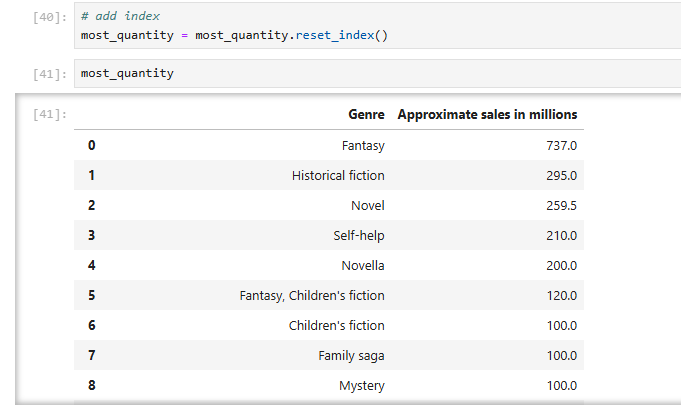 [40]: # add index
most_quantity = most_quantity.reset_index()
[41]: most_quantity
[41]: Genre Approximate sales in millions
0 Fantasy 737.0
1 Historical fiction 295.0
2 Novel 259.5
3 Self-help 210.0
4 Novella 200.0
5 Fantasy, Children's fiction 120.0
6 Children's fiction 100.0
7 Family saga 100.0
8 Mystery 100.0